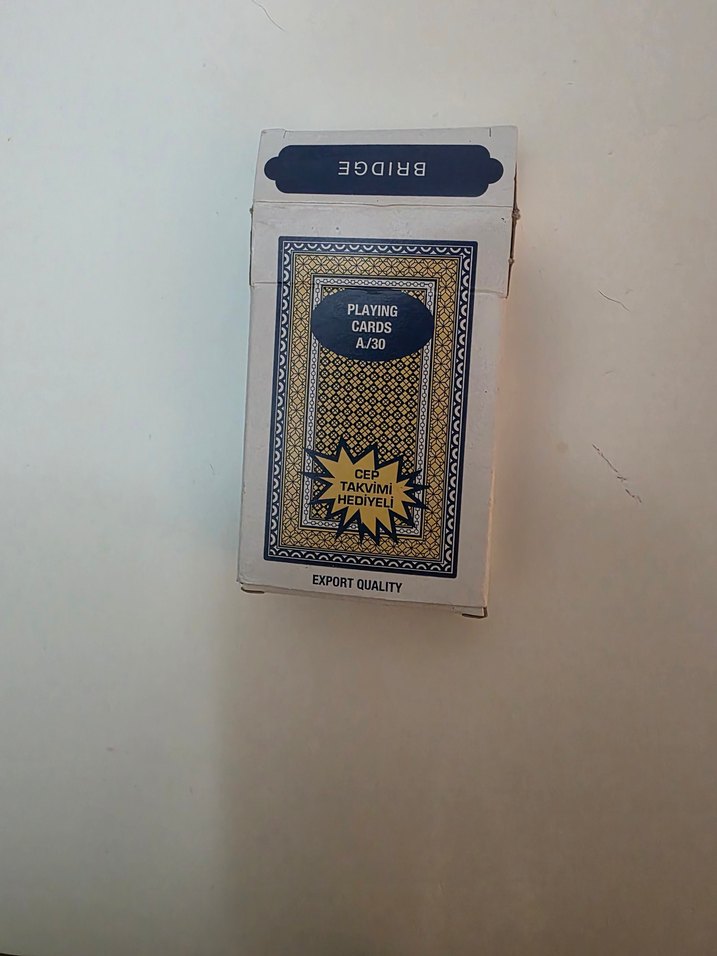 BRIDGE
PLAYING
CARDS
A./30
CEP
TAKVİMİ
HEDİYELİ
EXPORT QUALITY